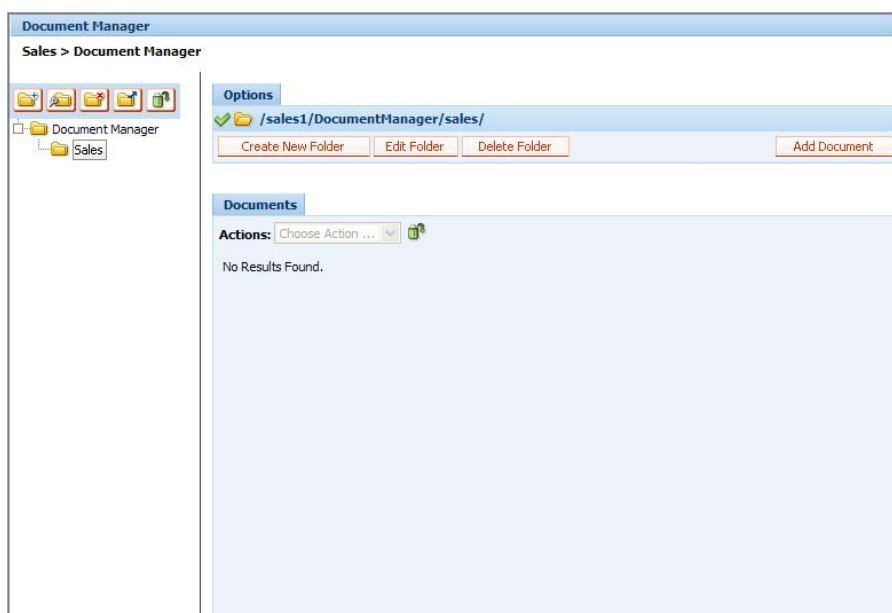 Document Manager
Sales > Document Manager
Document Manager
Sales
Options
/sales1/DocumentManager/sales/
Create New Folder
Edit Folder
Delete Folder
Add Document
Documents
Actions: Choose Action ...
No Results Found.